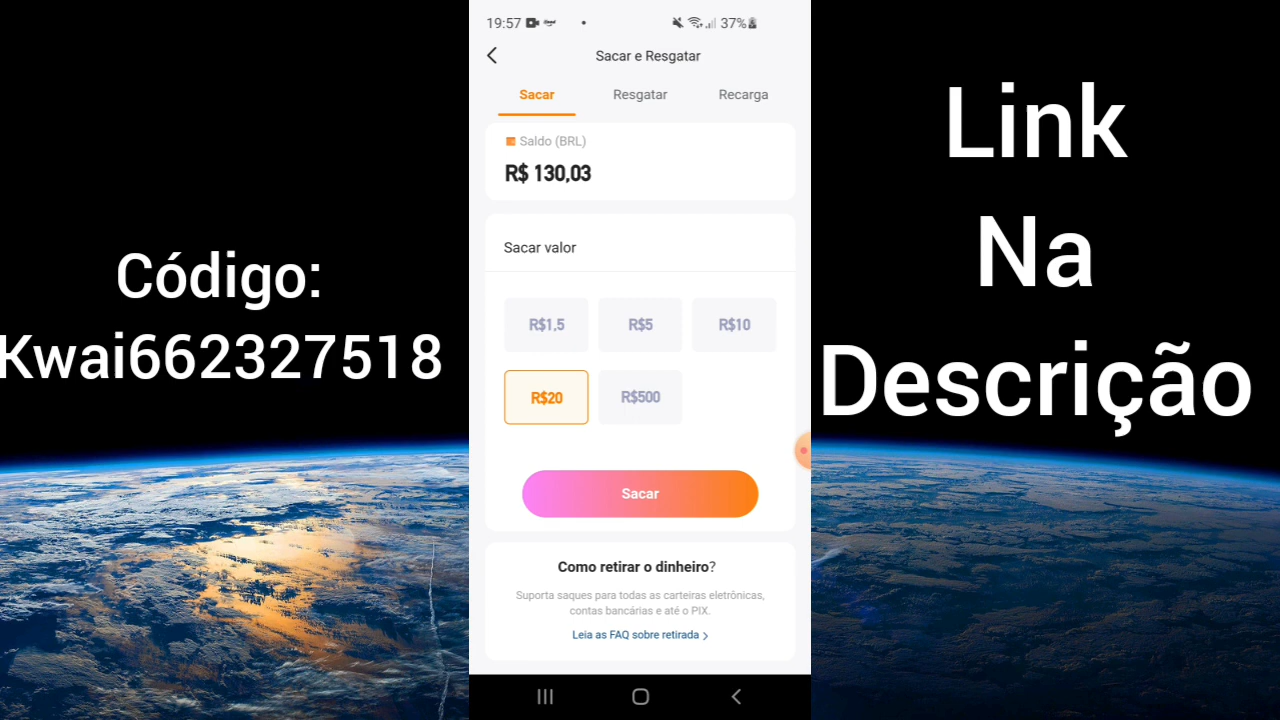 Código:
Kwai662327518
19:57
37%
Sacar e Resgatar
Sacar
Resgatar
Recarga
Saldo (BRL)
R$ 130,03
Sacar valor
R$1,5
R$5
R$10
R$20
R$500
Sacar
Como retirar o dinheiro?
Suporta saques para todas as carteiras eletrônicas,
contas bancárias e até o PIX.
Leia as FAQ sobre retirada >
Link
Na
Descrição